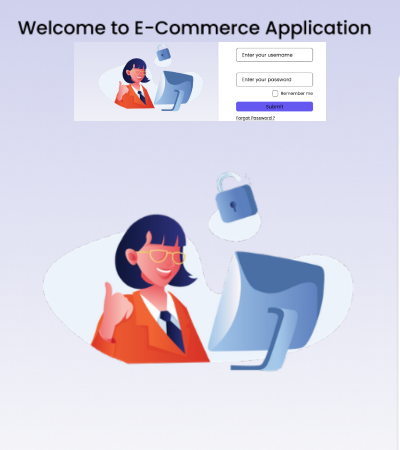 Welcome to E-Commerce Application
Enter your username
Enter your password
Remember me
Submit
Forgot Password ?